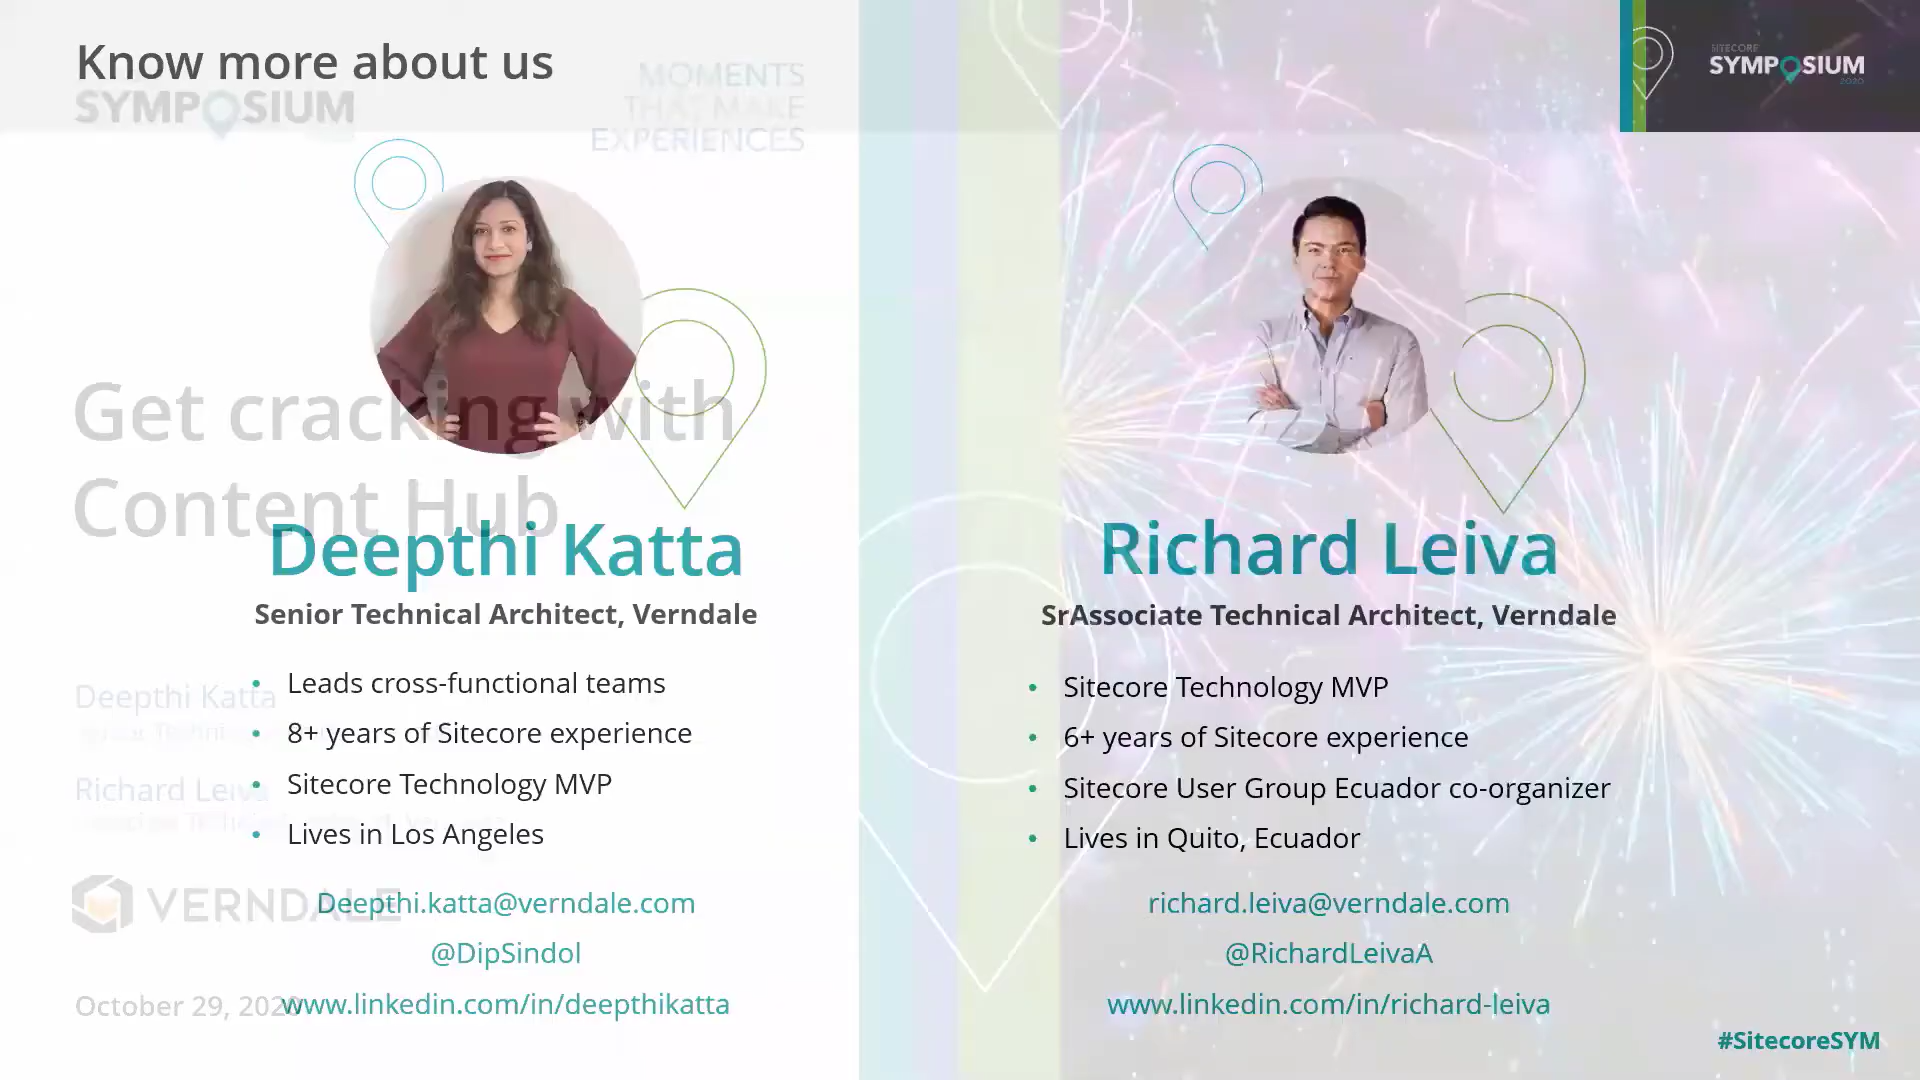 Know more about us
SYMPOSIUM
MOMENTS
THAT MAKE
EXPERIENCES
SITECORE
SYMPOSIUM
2020
Get cracking with
Content Hub
Deepthi Katta
Senior Technical Architect, Verndale
Leads cross-functional teams
8+ years of Sitecore experience
Sitecore Technology MVP
Lives in Los Angeles
Deepthi.katta@verndale.com
@DipSindol
www.linkedin.com/in/deepthikatta
Richard Leiva
SrAssociate Technical Architect, Verndale
Sitecore Technology MVP
6+ years of Sitecore experience
Sitecore User Group Ecuador co-organizer
Lives in Quito, Ecuador
richard.leiva@verndale.com
@RichardLeivaA
www.linkedin.com/in/richard-leiva
Deepthi Katta
Richard Leiva
VERNDALE
October 29, 2020
#SitecoreSYM